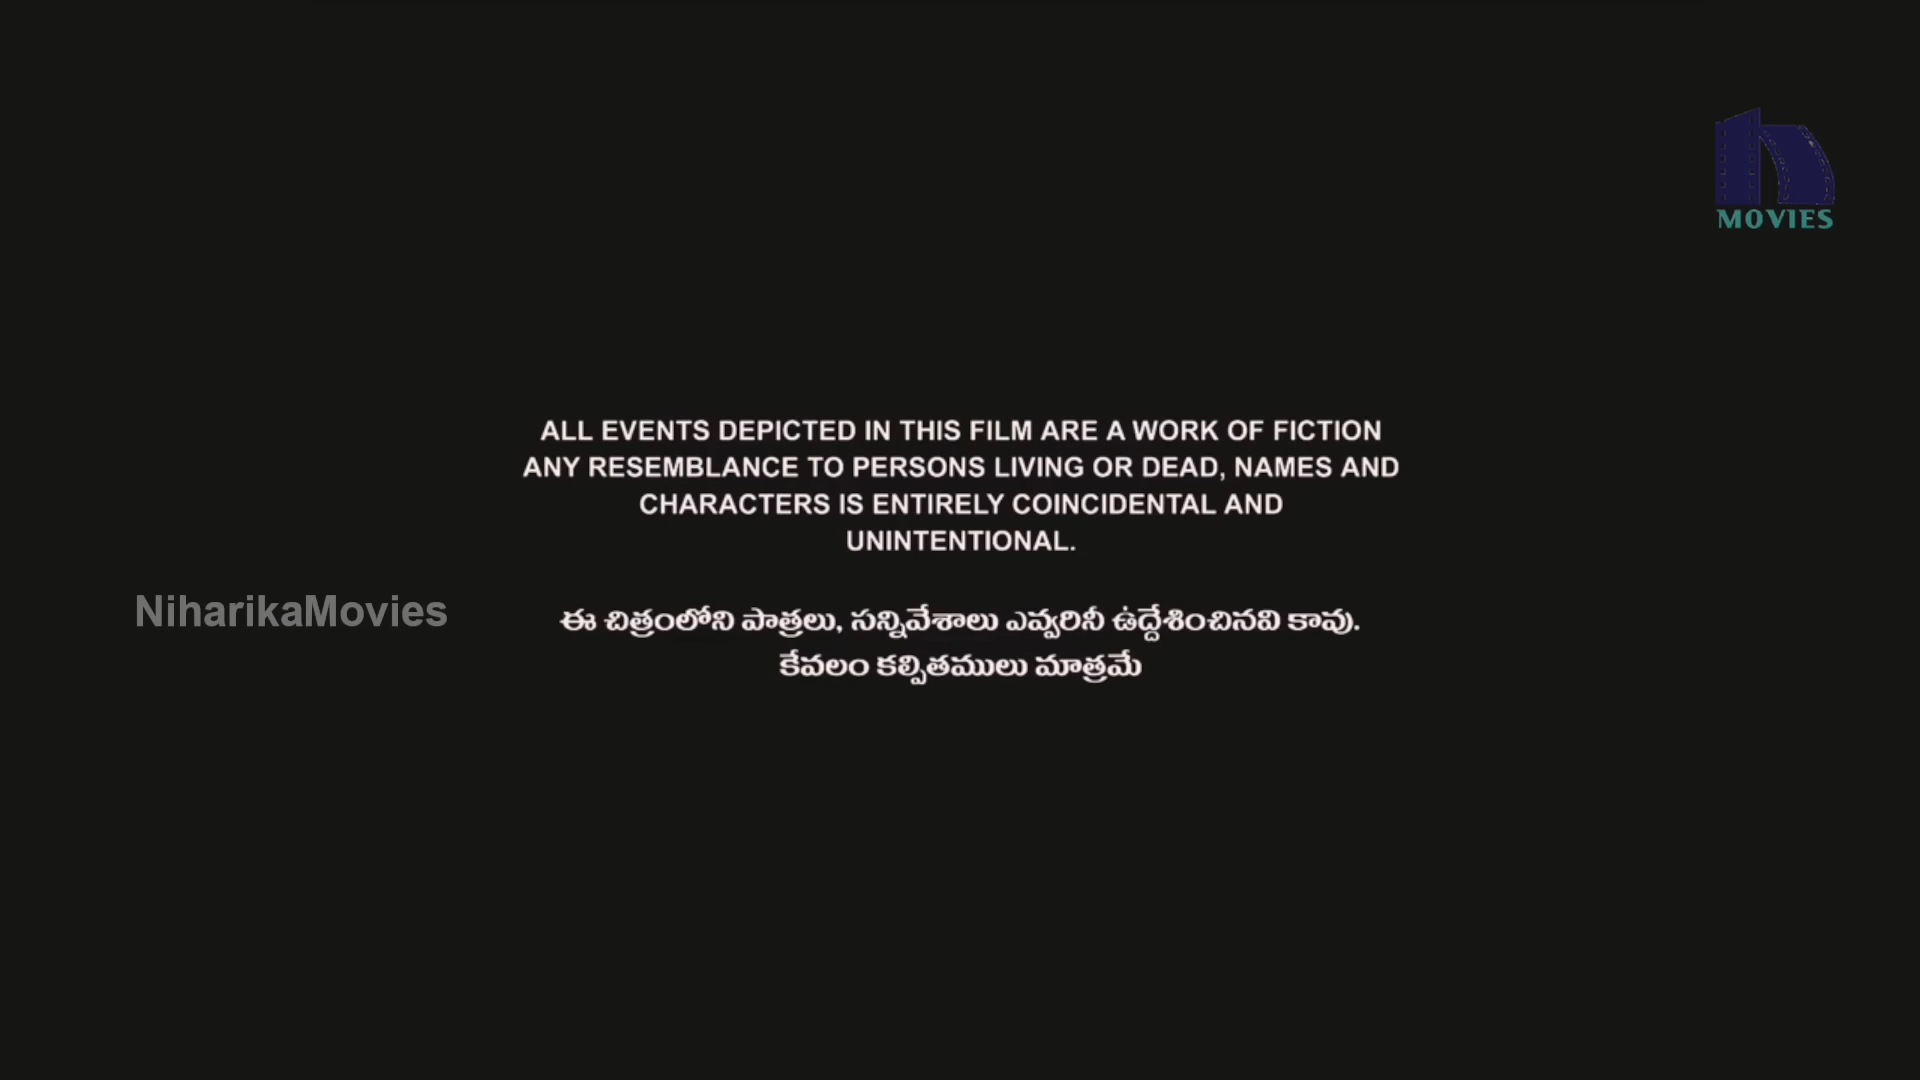 MOVIES
ALL EVENTS DEPICTED IN THIS FILM ARE A WORK OF FICTION
ANY RESEMBLANCE TO PERSONS LIVING OR DEAD, NAMES AND
CHARACTERS IS ENTIRELY COINCIDENTAL AND
UNINTENTIONAL.
NiharikaMovies
ఈ చిత్రంలోని పాత్రలు, సన్నివేశాలు ఎవ్వరినీ ఉద్దేశించినవి కావు.
కేవలం కల్పితములు మాత్రమే